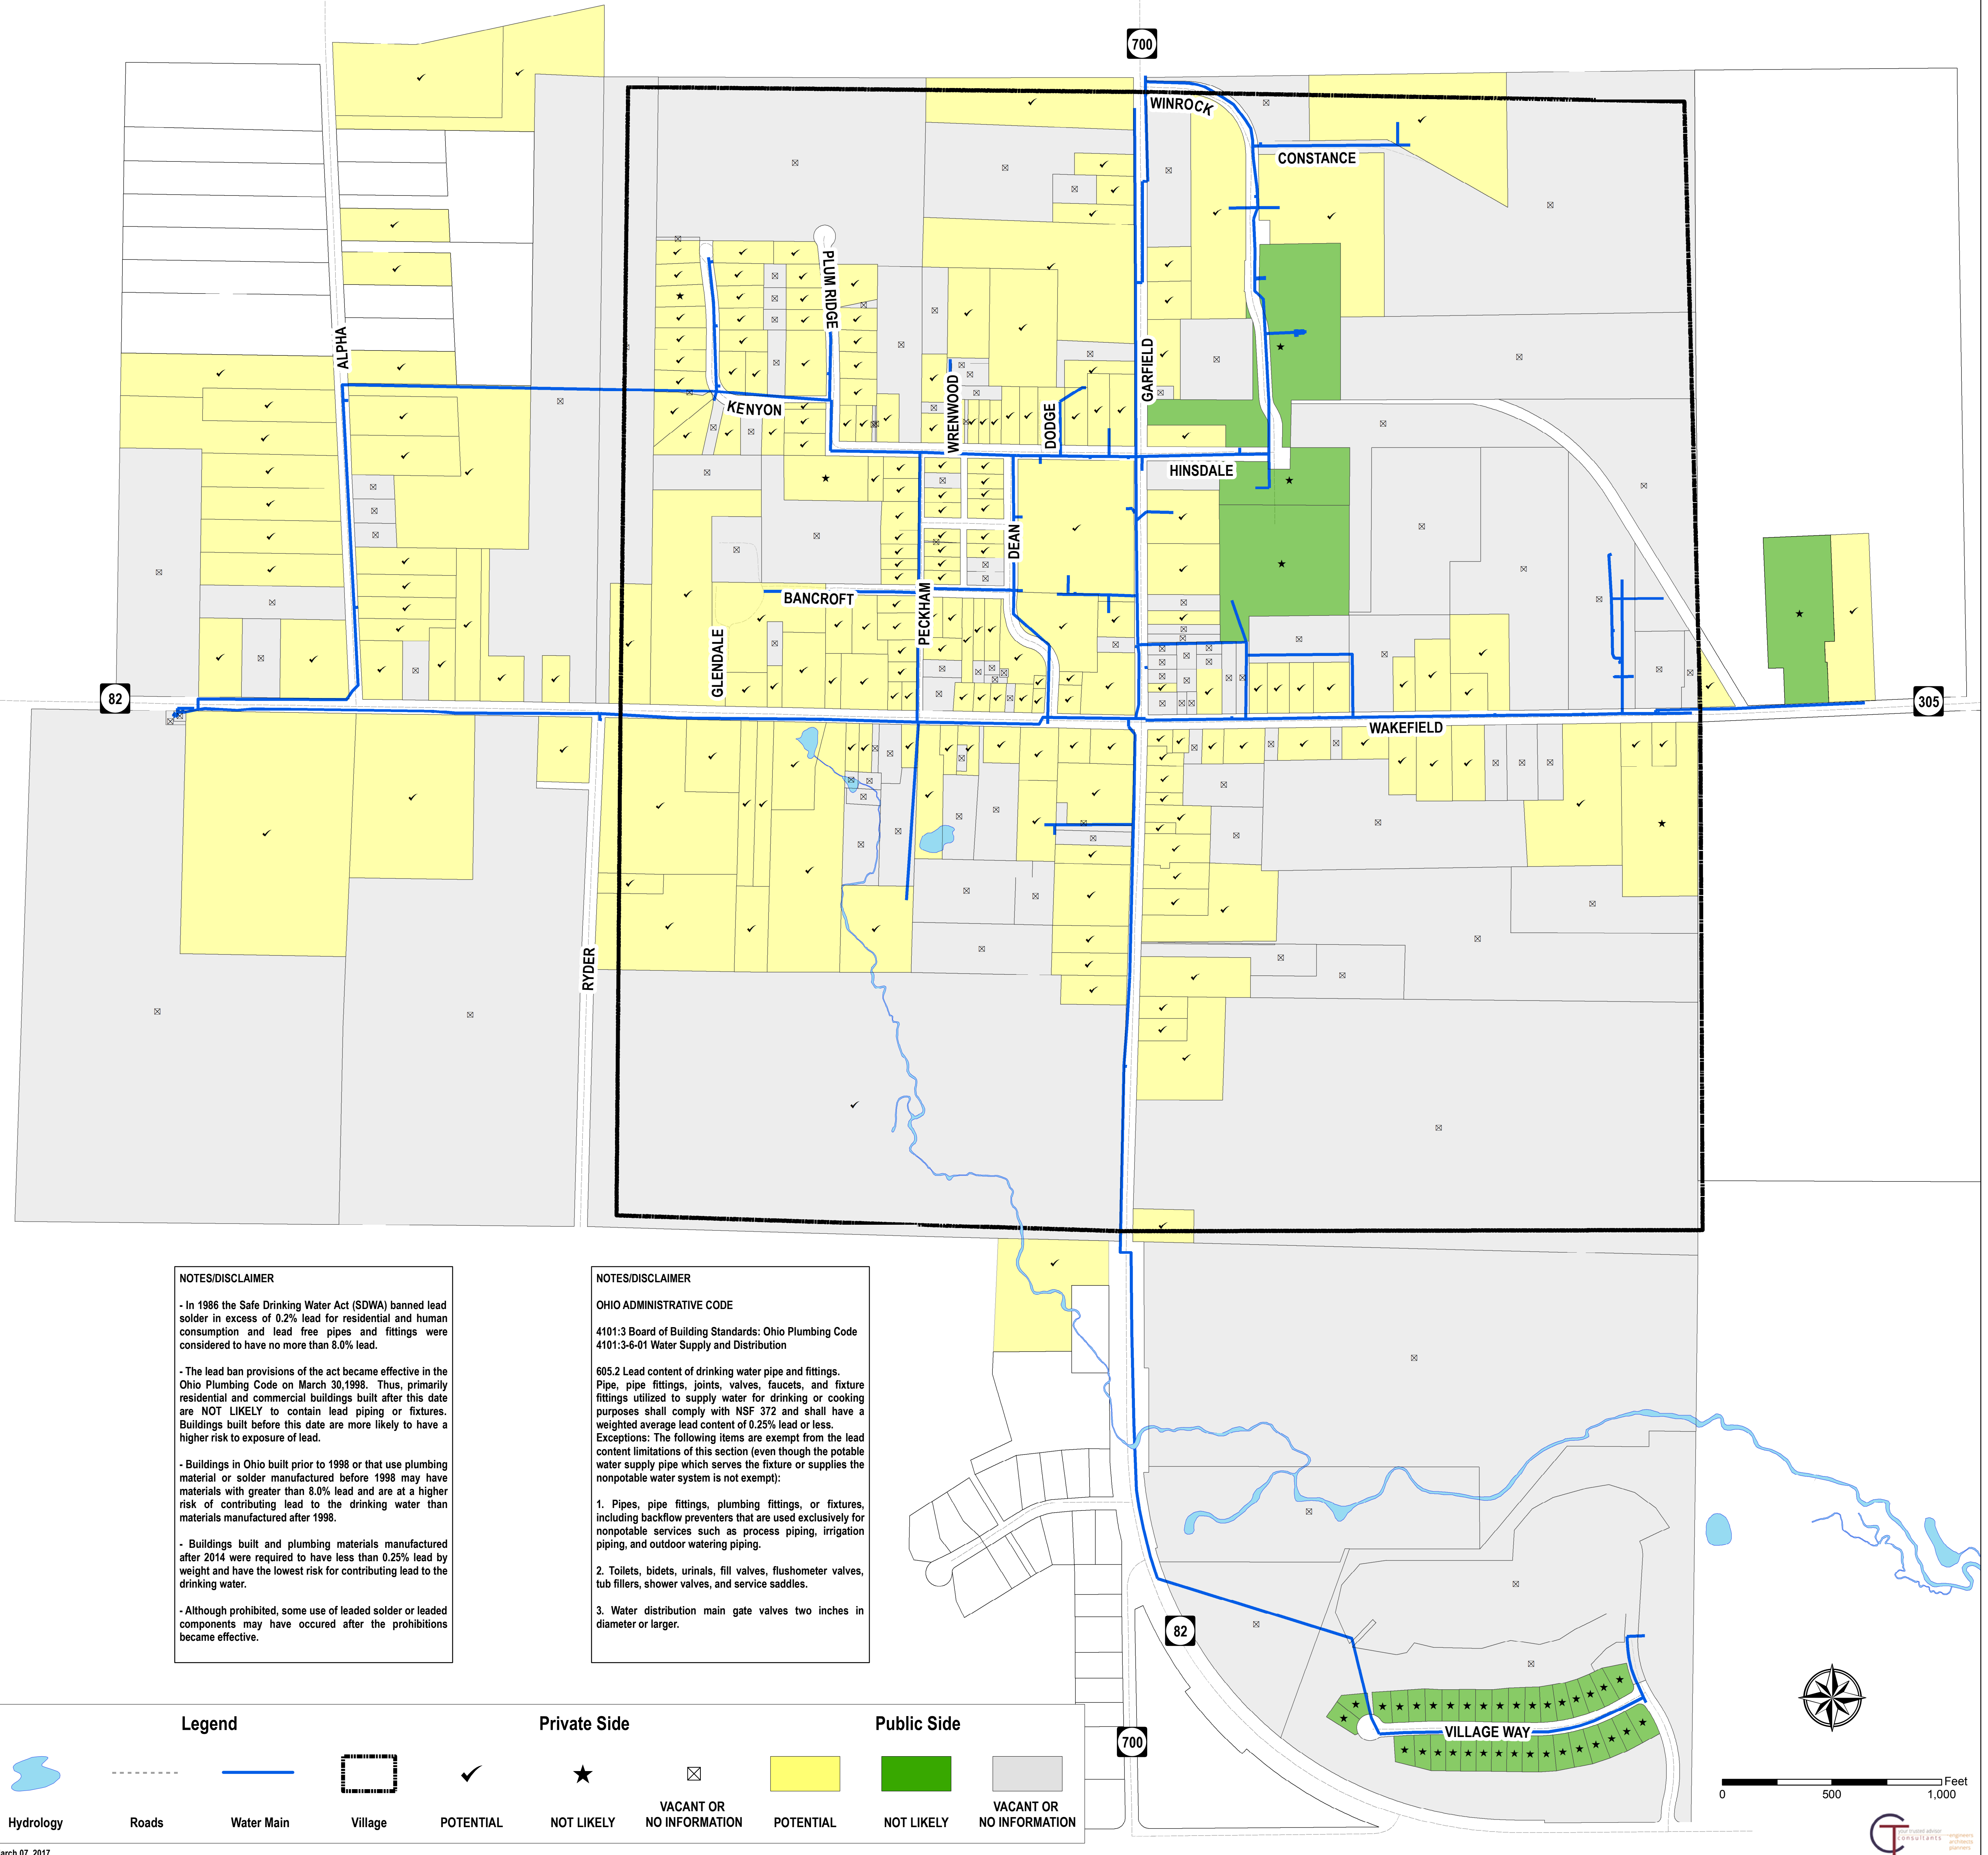 700
WINROCK
CONSTANCE
PLUM RIDGE
ALPHA
GARFIELD
KENYON
WRENWOOD
DODGE
HINSDALE
DEAN
BANCROFT
PECKHAM
GLENDALE
82
305
WAKEFIELD
RYDER
NOTES/DISCLAIMER
- In 1986 the Safe Drinking Water Act (SDWA) banned lead
solder in excess of 0.2% lead for residential and human
consumption and lead free pipes and fittings were
considered to have no more than 8.0% lead.
- The lead ban provisions of the act became effective in the
Ohio Plumbing Code on March 30,1998. Thus, primarily
residential and commercial buildings built after this date
are NOT LIKELY to contain lead piping or fixtures.
Buildings built before this date are more likely to have a
higher risk to exposure of lead.
- Buildings in Ohio built prior to 1998 or that use plumbing
material or solder manufactured before 1998 may have
materials with greater than 8.0% lead and are at a higher
risk of contributing lead to the drinking water than
materials manufactured after 1998.
- Buildings built and plumbing materials manufactured
after 2014 were required to have less than 0.25% lead by
weight and have the lowest risk for contributing lead to the
drinking water.
- Although prohibited, some use of leaded solder or leaded
components may have occured after the prohibitions
became effective.
NOTES/DISCLAIMER
OHIO ADMINISTRATIVE CODE
4101:3 Board of Building Standards: Ohio Plumbing Code
4101:3-6-01 Water Supply and Distribution
605.2 Lead content of drinking water pipe and fittings.
Pipe, pipe fittings, joints, valves, faucets, and fixture
fittings utilized to supply water for drinking or cooking
purposes shall comply with NSF 372 and shall have a
weighted average lead content of 0.25% lead or less.
Exceptions: The following items are exempt from the lead
content limitations of this section (even though the potable
water supply pipe which serves the fixture or supplies the
nonpotable water system is not exempt):
1. Pipes, pipe fittings, plumbing fittings, or fixtures,
including backflow preventers that are used exclusively for
nonpotable services such as process piping, irrigation
piping, and outdoor watering piping.
2. Toilets, bidets, urinals, fill valves, flushometer valves,
tub fillers, shower valves, and service saddles.
3. Water distribution main gate valves two inches in
diameter or larger.
82
VILLAGE WAY
700
Legend
Private Side
Public Side
Hydrology
Roads
Water Main
Village
POTENTIAL
NOT LIKELY
VACANT OR
NO INFORMATION
POTENTIAL
NOT LIKELY
VACANT OR
NO INFORMATION
Feet
0 500 1,000
CT
your trusted advisor
consultants
engineers
architects
planners
arch 07, 2017